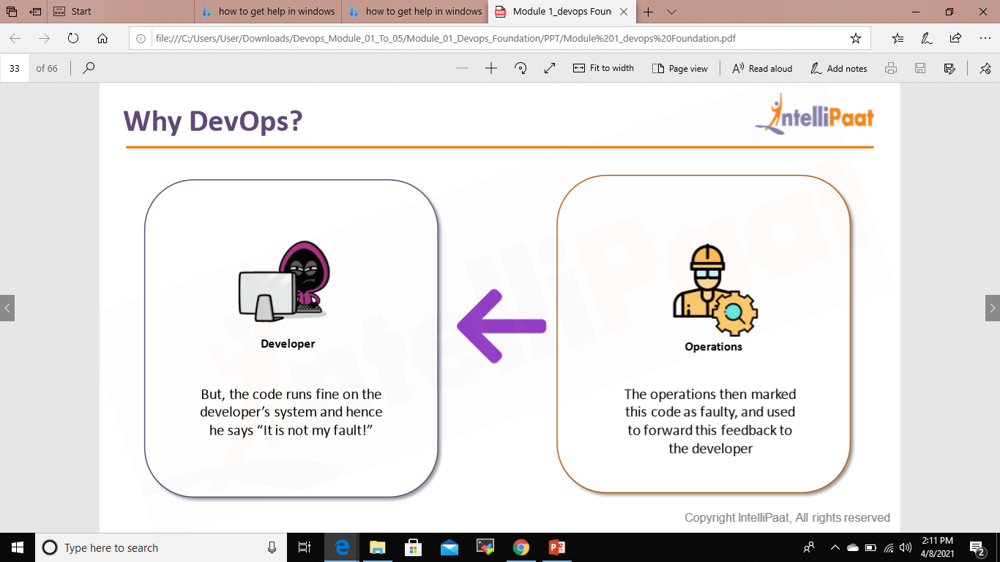 Start
how to get help in windows
how to get help in windows
Module 1_devops Foun
file:///C:/Users/User/Downloads/Devops_Module_01_To_05/Module_01_Devops_Foundation/PPT/Module%201_devops%20Foundation.pdf
33
of 66
Fit to width
Page view
Read aloud
Add notes
Why DevOps?
IntelliPaat
IntelliPaat
Developer
Operations
But, the code runs fine on the
developer’s system and hence
he says “It is not my fault!”
The operations then marked
this code as faulty, and used
to forward this feedback to
the developer
Copyright IntelliPaat, All rights reserved
Type here to search
2:11 PM
4/8/2021
2